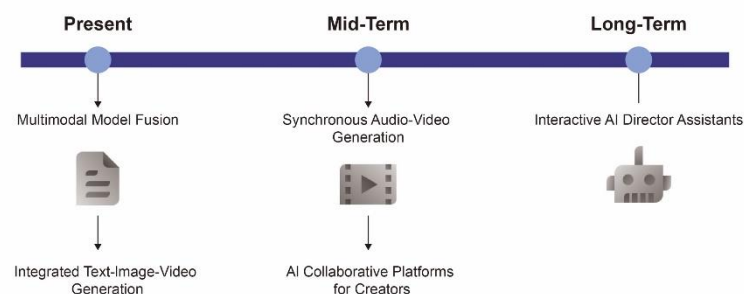 Present
Mid-Term
Long-Term
Multimodal Model Fusion
Synchronous Audio-Video
Generation
Interactive AI Director Assistants
Integrated Text-Image-Video
Generation
AI Collaborative Platforms
for Creators